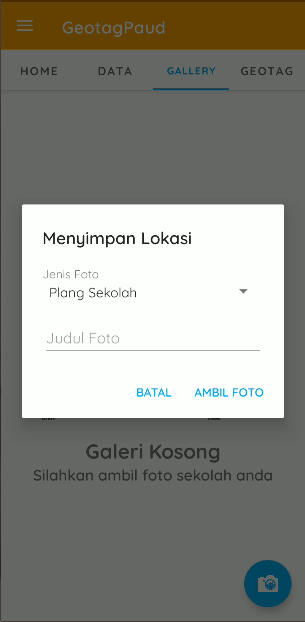 GeotagPaud
HOME DATA GALLERY GEOTAG
Menyimpan Lokasi
Jenis Foto
Plang Sekolah
Judul Foto
BATAL AMBIL FOTO
Galeri Kosong
Silahkan ambil foto sekolah anda